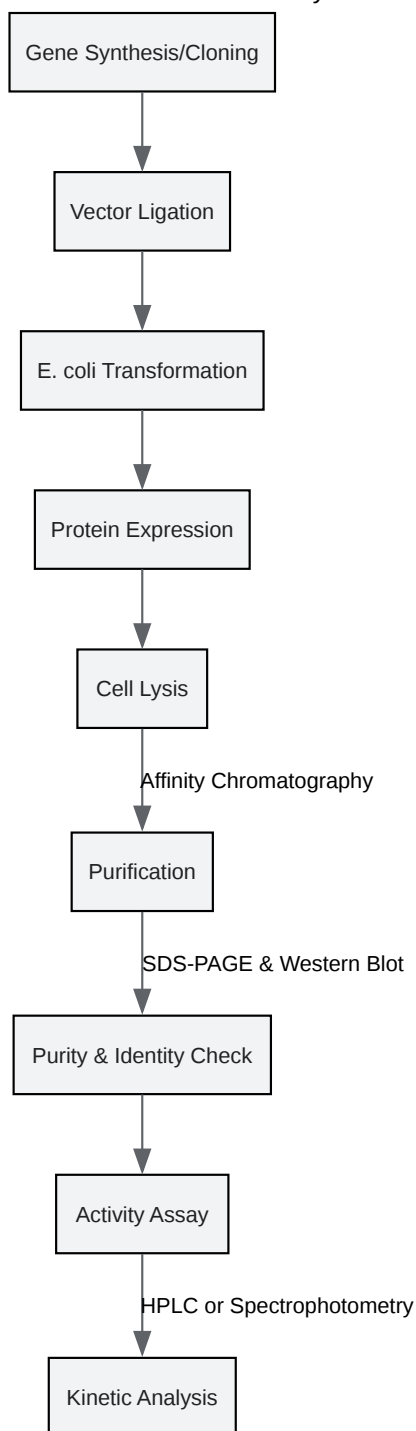 Gene Synthesis/Cloning
Vector Ligation
E. coli Transformation
Protein Expression
Cell Lysis
Affinity Chromatography
Purification
SDS-PAGE & Western Blot
Purity & Identity Check
Activity Assay
HPLC or Spectrophotometry
Kinetic Analysis